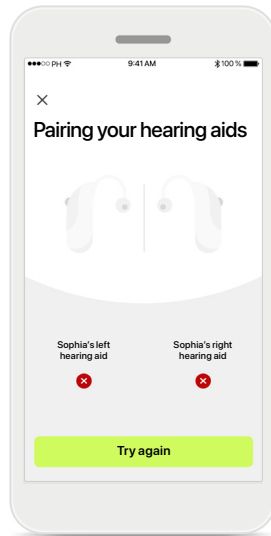 PH 9:41 AM 100 %
Pairing your hearing aids
Sophia's left
hearing aid
Sophia's right
hearing aid
Try again